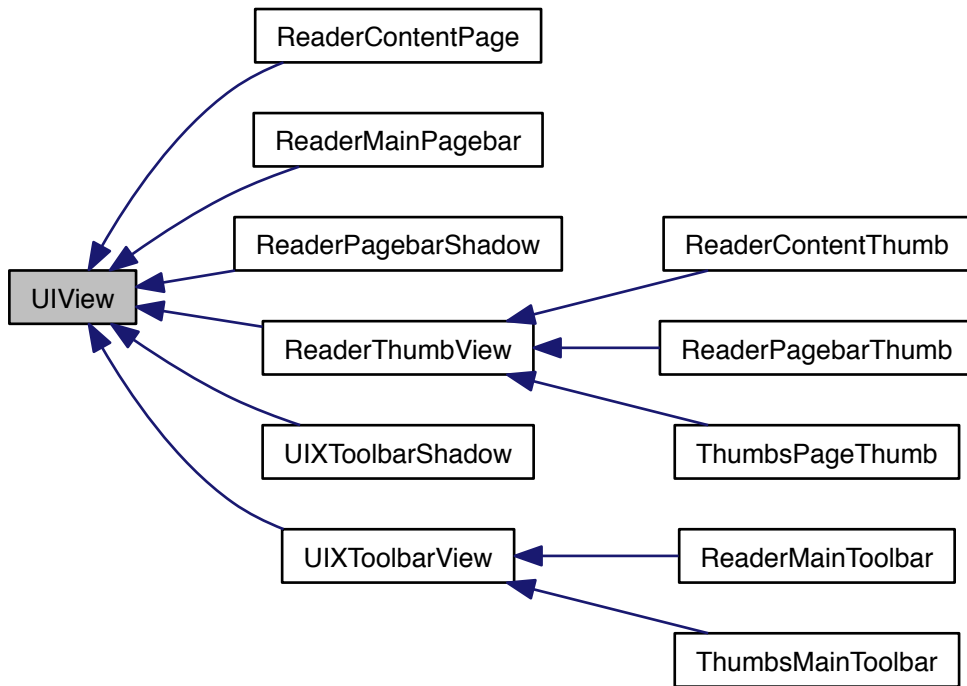 ReaderContentPage
ReaderMainPagebar
ReaderPagebarShadow
ReaderContentThumb
UIView
ReaderThumbView
ReaderPagebarThumb
UIXToolbarShadow
ThumbsPageThumb
UIXToolbarView
ReaderMainToolbar
ThumbsMainToolbar